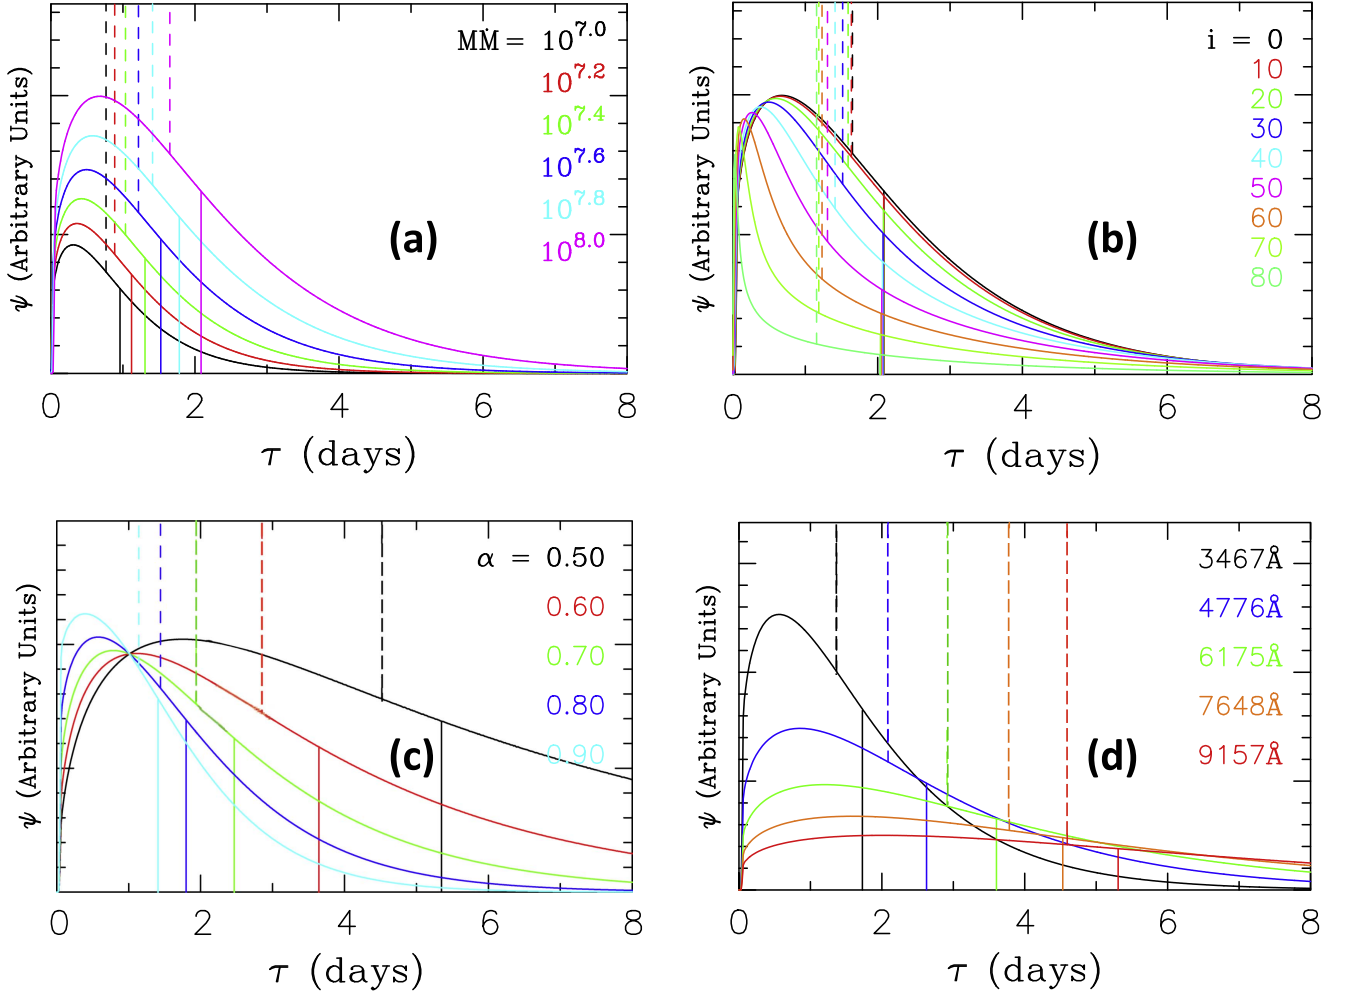 MṀ = 10^7.0
10^7.2
10^7.4
10^7.6
10^7.8
10^8.0
(a)
ψ (Arbitrary Units)
0 2 4 6 8
τ (days)
i = 0
10
20
30
40
50
60
70
80
(b)
ψ (Arbitrary Units)
0 2 4 6 8
τ (days)
α = 0.50
0.60
0.70
0.80
0.90
(c)
ψ (Arbitrary Units)
0 2 4 6 8
τ (days)
3467Å
4776Å
6175Å
7648Å
9157Å
(d)
ψ (Arbitrary Units)
0 2 4 6 8
τ (days)